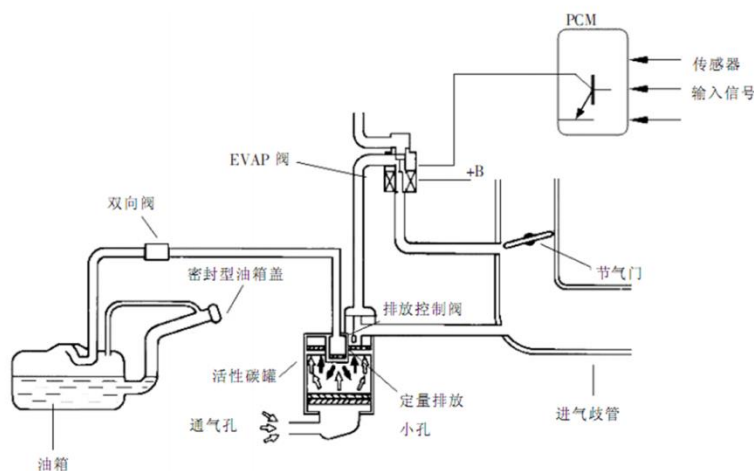 PCM
传感器
输入信号
EVAP 阀
+B
双向阀
密封型油箱盖
节气门
排放控制阀
活性碳罐
定量排放
小孔
通气孔
进气歧管
油箱